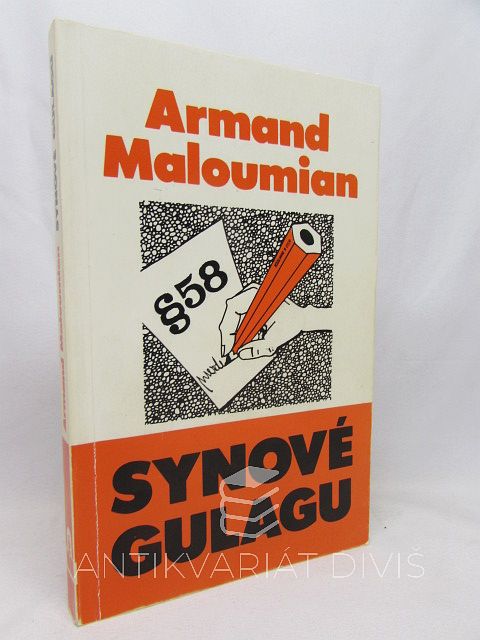 Armand
Maloumian
§58
SYNOVÉ
GULAGU
ANTIKVARIÁT DIVIŠ